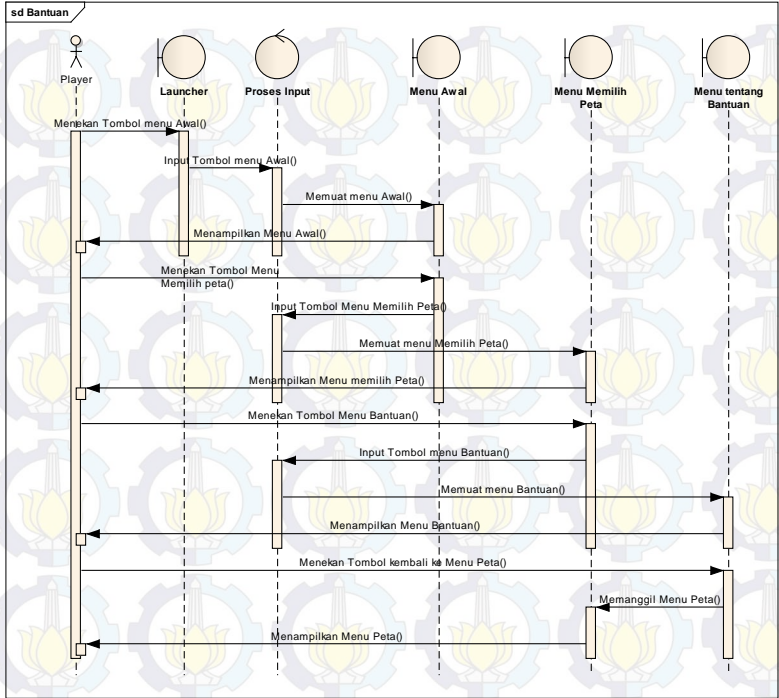 sd Bantuan
Player
Launcher
Proses Input
Menu Awal
Menu Memilih
Peta
Menu tentang
Bantuan
Menekan Tombol menu Awal()
Input Tombol menu Awal()
Memuat menu Awal()
Menampilkan Menu Awal()
Menekan Tombol Menu
Memilih peta()
Input Tombol Menu Memilih Peta()
Memuat menu Memilih Peta()
Menampilkan Menu memilih Peta()
Menekan Tombol Menu Bantuan()
Input Tombol menu Bantuan()
Memuat menu Bantuan()
Menampilkan Menu Bantuan()
Menekan Tombol kembali ke Menu Peta()
Memanggil Menu Peta()
Menampilkan Menu Peta()